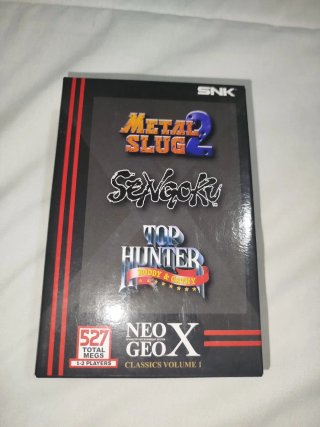 SNK
METAL
SLUG 2
SENGOKU
TOP
HUNTER
RODDY & CATHY
527
TOTAL
MEGS
1-2 PLAYERS
NEO
GEO X
CLASSICS VOLUME 1